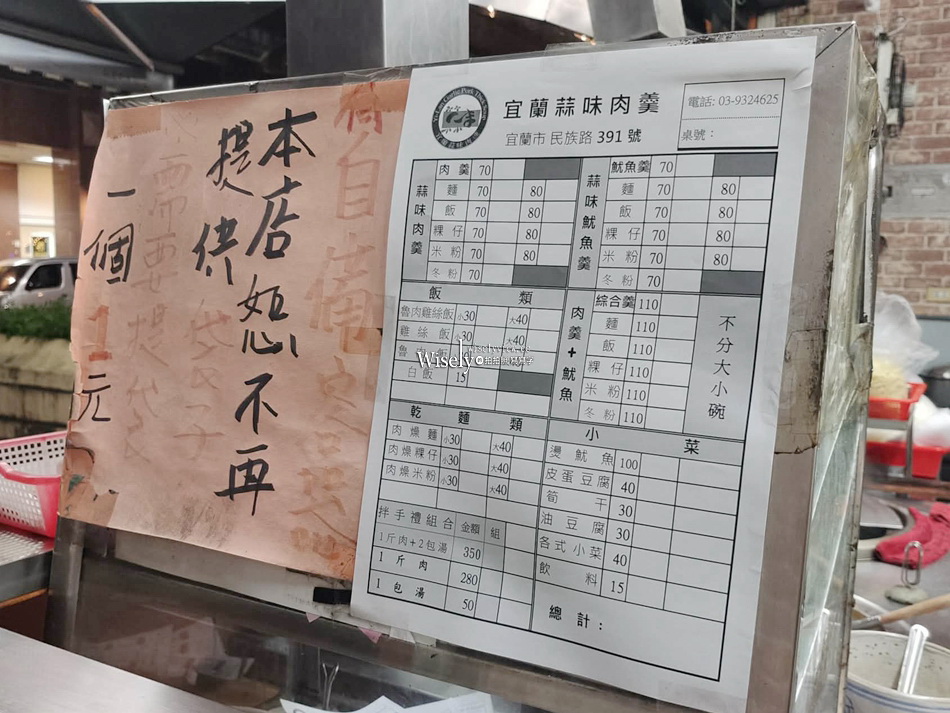 本店恕不再
提供
需要提袋
一個1元
宜蘭蒜味肉羹
宜蘭市 民族路 391 號
電話: 03-9324625
桌號:
蒜味肉羹
肉羹 70
麵 70 80
飯 70 80
粿仔 70 80
米粉 70 80
冬粉 70
蒜味魷魚羹
魷魚羹 70
麵 70 80
飯 70 80
粿仔 70 80
米粉 70 80
冬粉 70
飯類
魯肉雞絲飯 小30 大40
雞絲飯 小30 大40
白飯 15
肉羹+魷魚
綜合羹 110
麵 110
飯 110
粿仔 110
米粉 110
冬粉 110
不分大小碗
乾麵類
肉燥麵 小30 大40
肉燥粿仔 小30 大40
肉燥米粉 小30 大40
拌手禮組合 金額 組
1斤肉+2包湯 350
1斤肉 280
1包湯 50
小菜
燙魷魚 100
皮蛋豆腐 40
筍干 30
油豆腐 30
各式小菜 40
飲料 15
總計:
Wisely